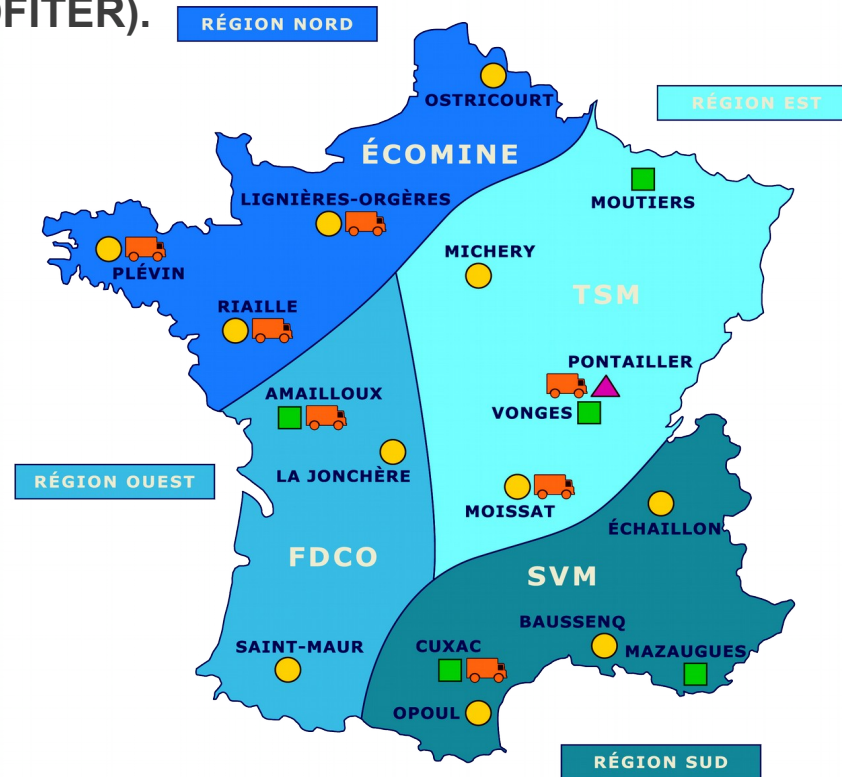 OFITER).
RÉGION NORD
OSTRICOURT
RÉGION EST
ÉCOMINE
MOUTIERS
LIGNIÈRES-ORGÈRES
MICHERY
PLÉVIN
TSM
RIAILLE
PONTAILLER
AMAILLOUX
VONGES
LA JONCHÈRE
RÉGION OUEST
MOISSAT
ÉCHAILLON
FDCO
SVM
BAUSSENQ
SAINT-MAUR
CUXAC
MAZAUGUES
OPOUL
RÉGION SUD